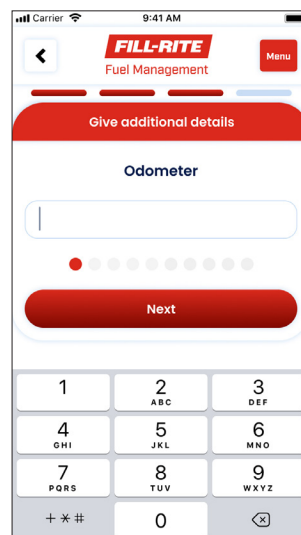 Carrier 9:41 AM
FILL-RITE
Fuel Management
Menu
Give additional details
Odometer
Next
1 2 3
ABC DEF
4 5 6
GHI JKL MNO
7 8 9
PQRS TUV WXYZ
+ * # 0